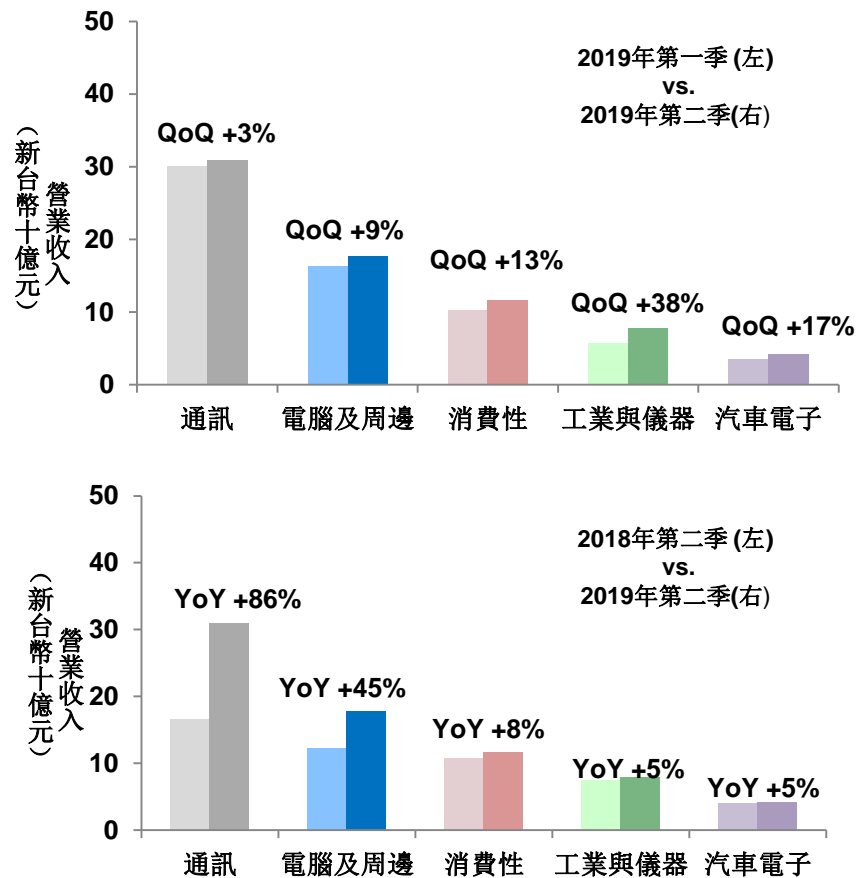 50
40
30
20
10
0
營業收入
（新台幣十億元）
2019年第一季 (左)
vs.
2019年第二季(右)
QoQ +3%
QoQ +9%
QoQ +13%
QoQ +38%
QoQ +17%
通訊
電腦及周邊
消費性
工業與儀器
汽車電子
50
40
30
20
10
0
營業收入
（新台幣十億元）
2018年第二季 (左)
vs.
2019年第二季(右)
YoY +86%
YoY +45%
YoY +8%
YoY +5%
YoY +5%
通訊
電腦及周邊
消費性
工業與儀器
汽車電子